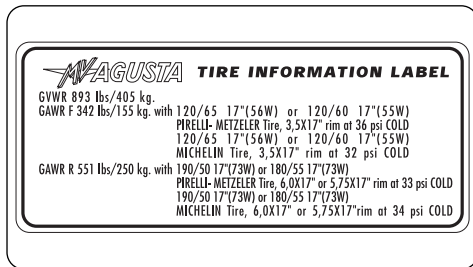 MV AGUSTA TIRE INFORMATION LABEL
GVWR 893 lbs/405 kg.
GAWR F 342 lbs/155 kg. with 120/65 17"(56W) or 120/60 17"(55W)
PIRELLI- METZELER Tire, 3,5X17" rim at 36 psi COLD
120/65 17"(56W) or 120/60 17"(55W)
MICHELIN Tire, 3,5X17" rim at 32 psi COLD
GAWR R 551 lbs/250 kg. with 190/50 17"(73W) or 180/55 17"(73W)
PIRELLI- METZELER Tire, 6,0X17" or 5,75X17" rim at 33 psi COLD
190/50 17"(73W) or 180/55 17"(73W)
MICHELIN Tire, 6,0X17" or 5,75X17"rim at 34 psi COLD